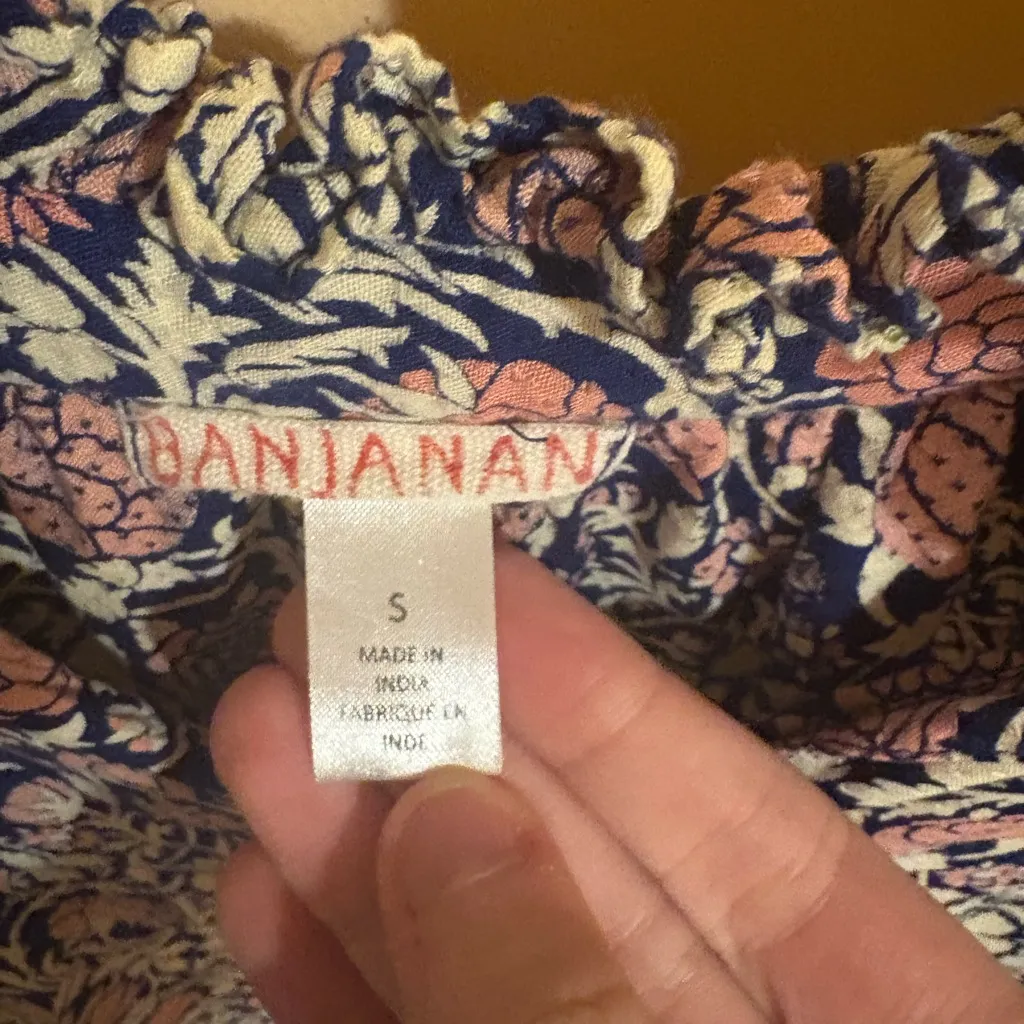 BANJANAN
S
MADE IN
INDIA
FABRIQUE EN
INDE